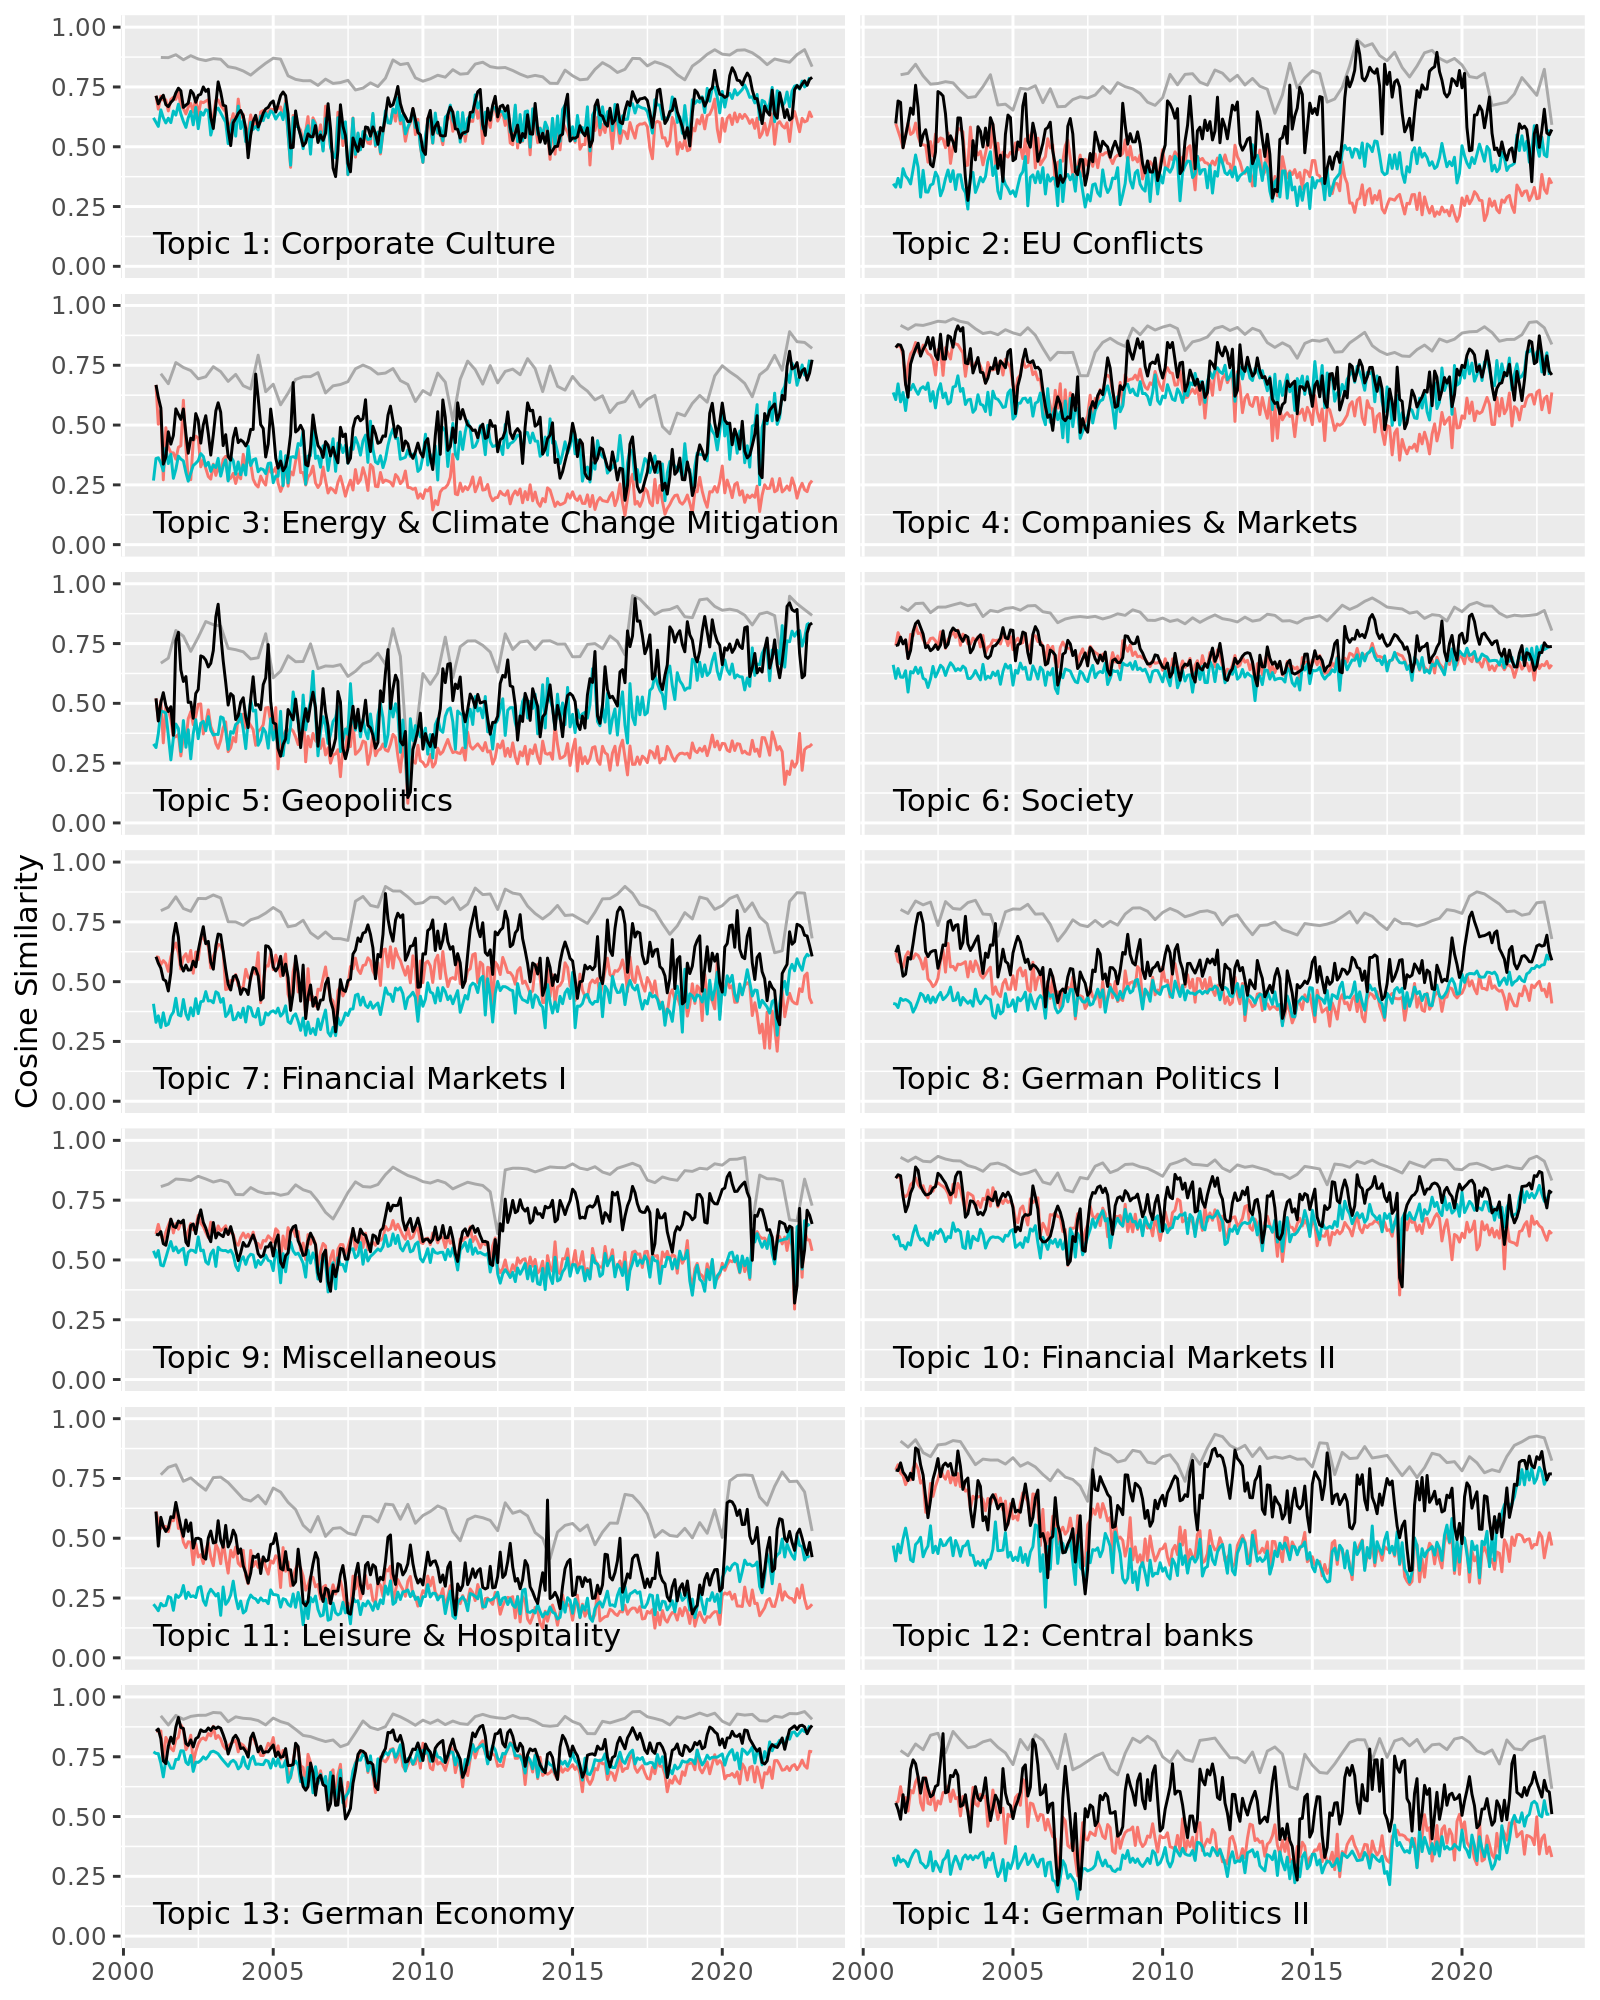 1.00
0.75
0.50
0.25
0.00
Topic 1: Corporate Culture
Topic 2: EU Conflicts
1.00
0.75
0.50
0.25
0.00
Topic 3: Energy & Climate Change Mitigation
Topic 4: Companies & Markets
1.00
0.75
0.50
0.25
0.00
Topic 5: Geopolitics
Topic 6: Society
Cosine Similarity
1.00
0.75
0.50
0.25
0.00
Topic 7: Financial Markets I
Topic 8: German Politics I
1.00
0.75
0.50
0.25
0.00
Topic 9: Miscellaneous
Topic 10: Financial Markets II
1.00
0.75
0.50
0.25
0.00
Topic 11: Leisure & Hospitality
Topic 12: Central banks
1.00
0.75
0.50
0.25
0.00
Topic 13: German Economy
Topic 14: German Politics II
2000 2005 2010 2015 2020 2000 2005 2010 2015 2020